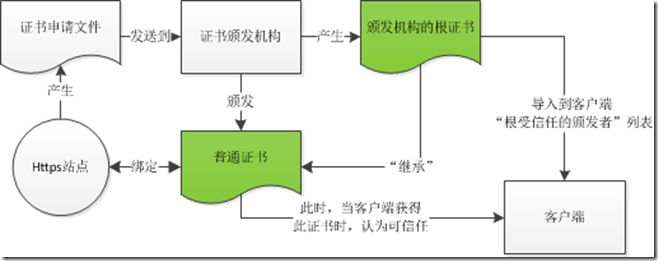 证书申请文件
发送到
证书颁发机构
产生
颁发机构的根证书
产生
颁发
导入到客户端
“根受信任的颁发者”列表
Https站点
绑定
普通证书
“继承”
此时，当客户端获得
此证书时，认为可信任
客户端